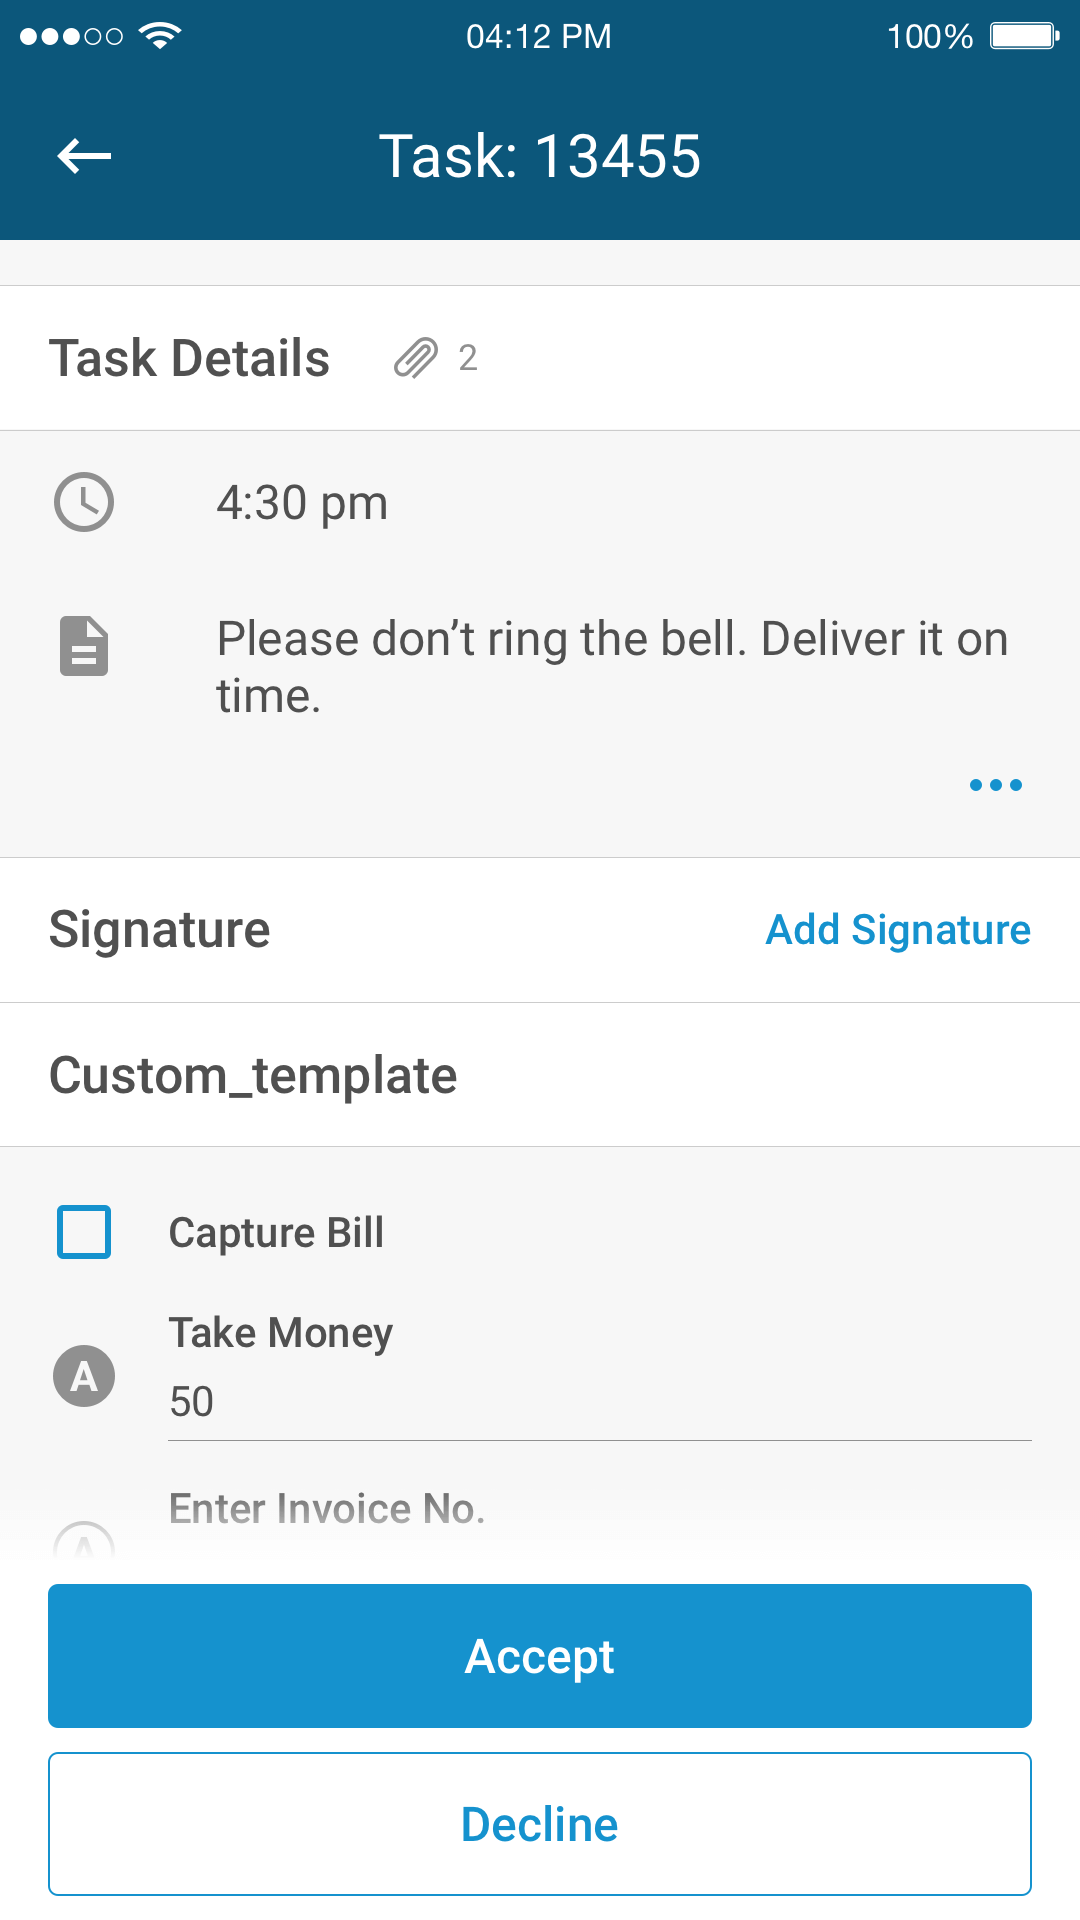 04:12 PM 100%
Task: 13455
Task Details 2
4:30 pm
Please don’t ring the bell. Deliver it on
time.
Signature Add Signature
Custom_template
Capture Bill
Take Money
A
50
Enter Invoice No.
A
Accept
Decline